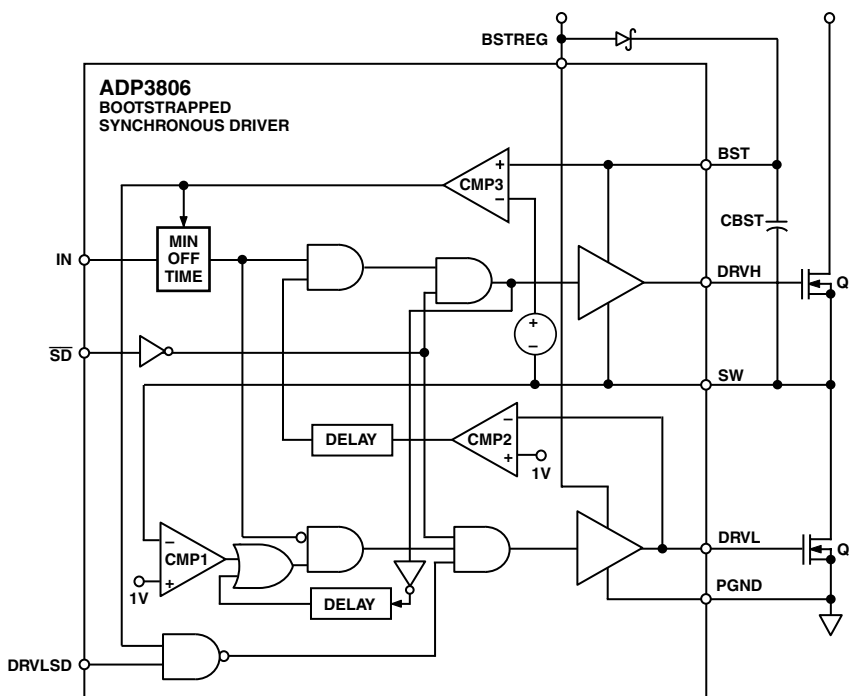 BSTREG
ADP3806
BOOTSTRAPPED
SYNCHRONOUS DRIVER
BST
+
CMP3
−
CBST
MIN
OFF
TIME
IN
DRVH
Q
+
−
SD
SW
DELAY
−
CMP2
+
1V
−
CMP1
+
1V
DRVL
Q
DELAY
PGND
DRVLSD